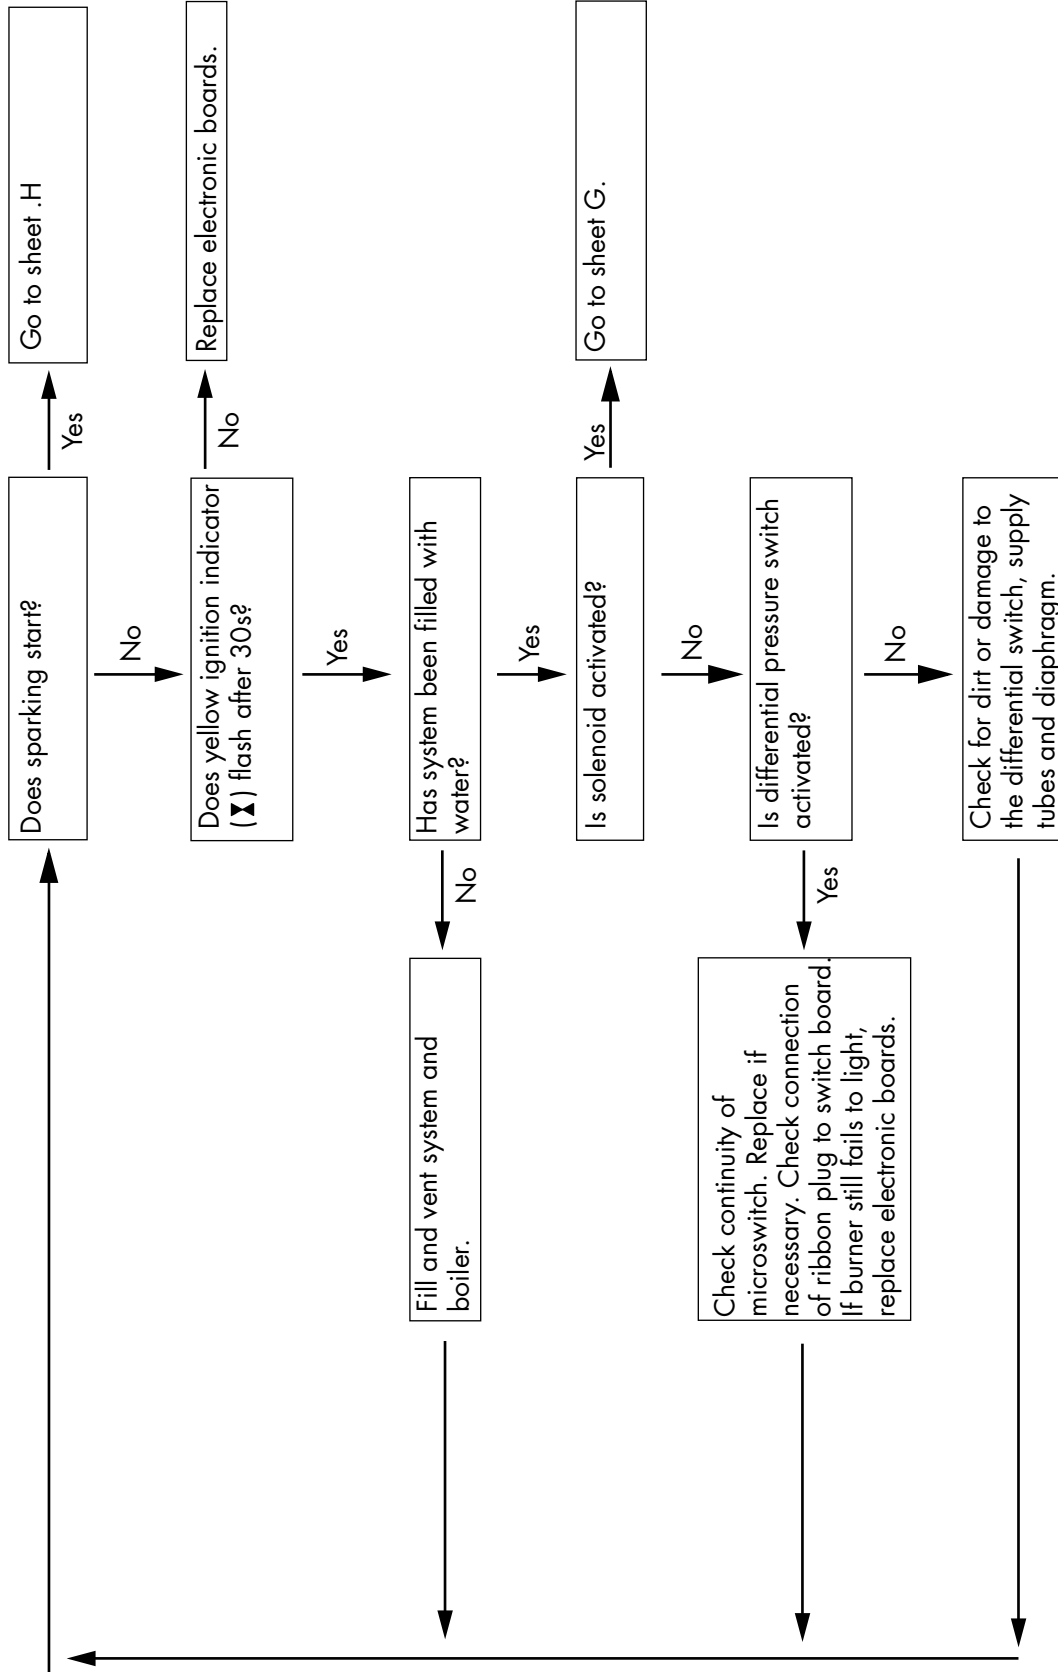 Does sparking start?
Yes
Go to sheet .H
No
Does yellow ignition indicator
(⧗) flash after 30s?
No
Replace electronic boards.
Yes
Has system been filled with
water?
No
Fill and vent system and
boiler.
Yes
Is solenoid activated?
Yes
Go to sheet G.
No
Is differential pressure switch
activated?
Yes
Check continuity of
microswitch. Replace if
necessary. Check connection
of ribbon plug to switch board.
If burner still fails to light,
replace electronic boards.
No
Check for dirt or damage to
the differential switch, supply
tubes and diaphragm.